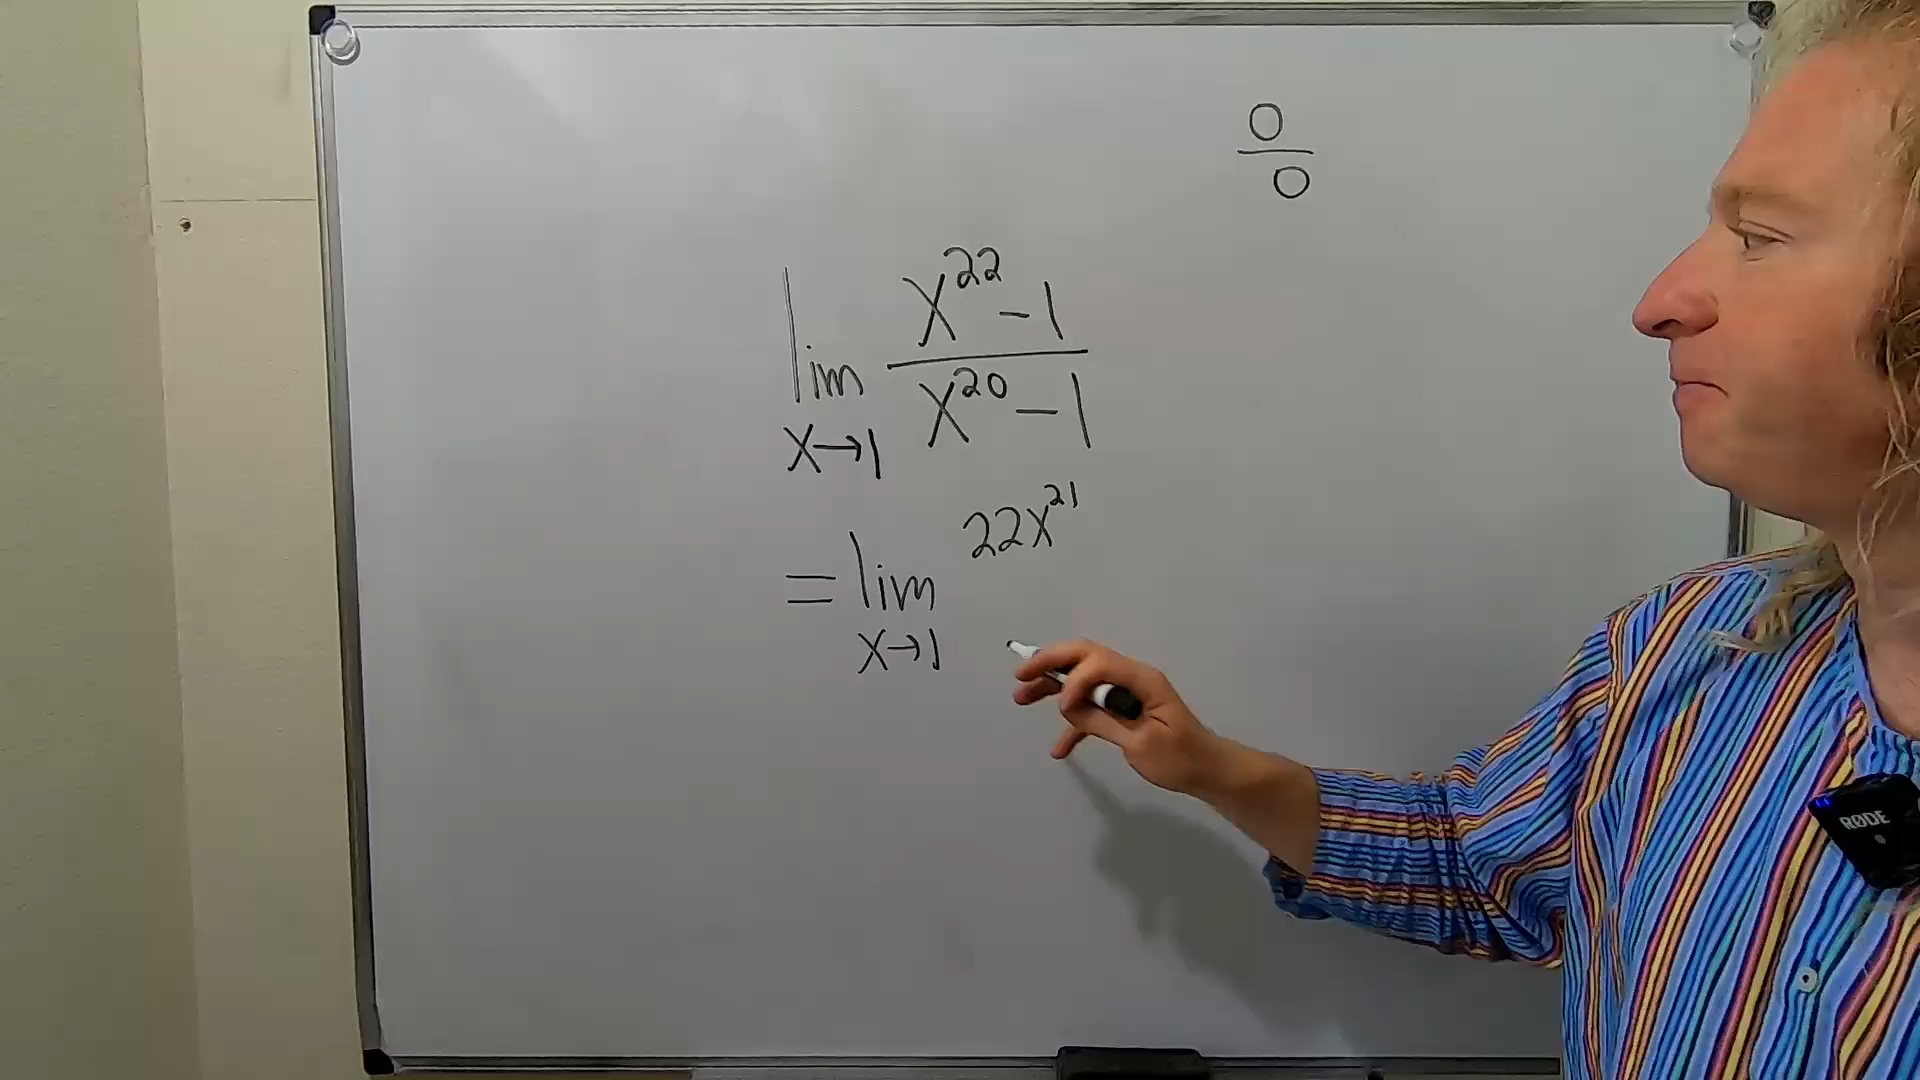 0
0
lim x²²-1
x→1 x²⁰-1
22x²¹
= lim
x→1
RØDE